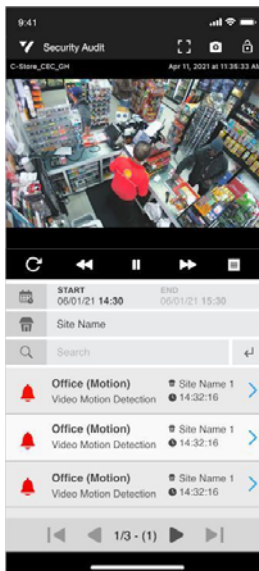 9:41
Security Audit
C-Store_CEC_GH Apr 11, 2021 at 11:36:33 AM
START END
06/01/21 14:30 06/01/21 15:30
Site Name
Search
Office (Motion) Site Name 1
Video Motion Detection 14:32:16
Office (Motion) Site Name 1
Video Motion Detection 14:32:16
Office (Motion) Site Name 1
Video Motion Detection 14:32:16
1/3 - (1)